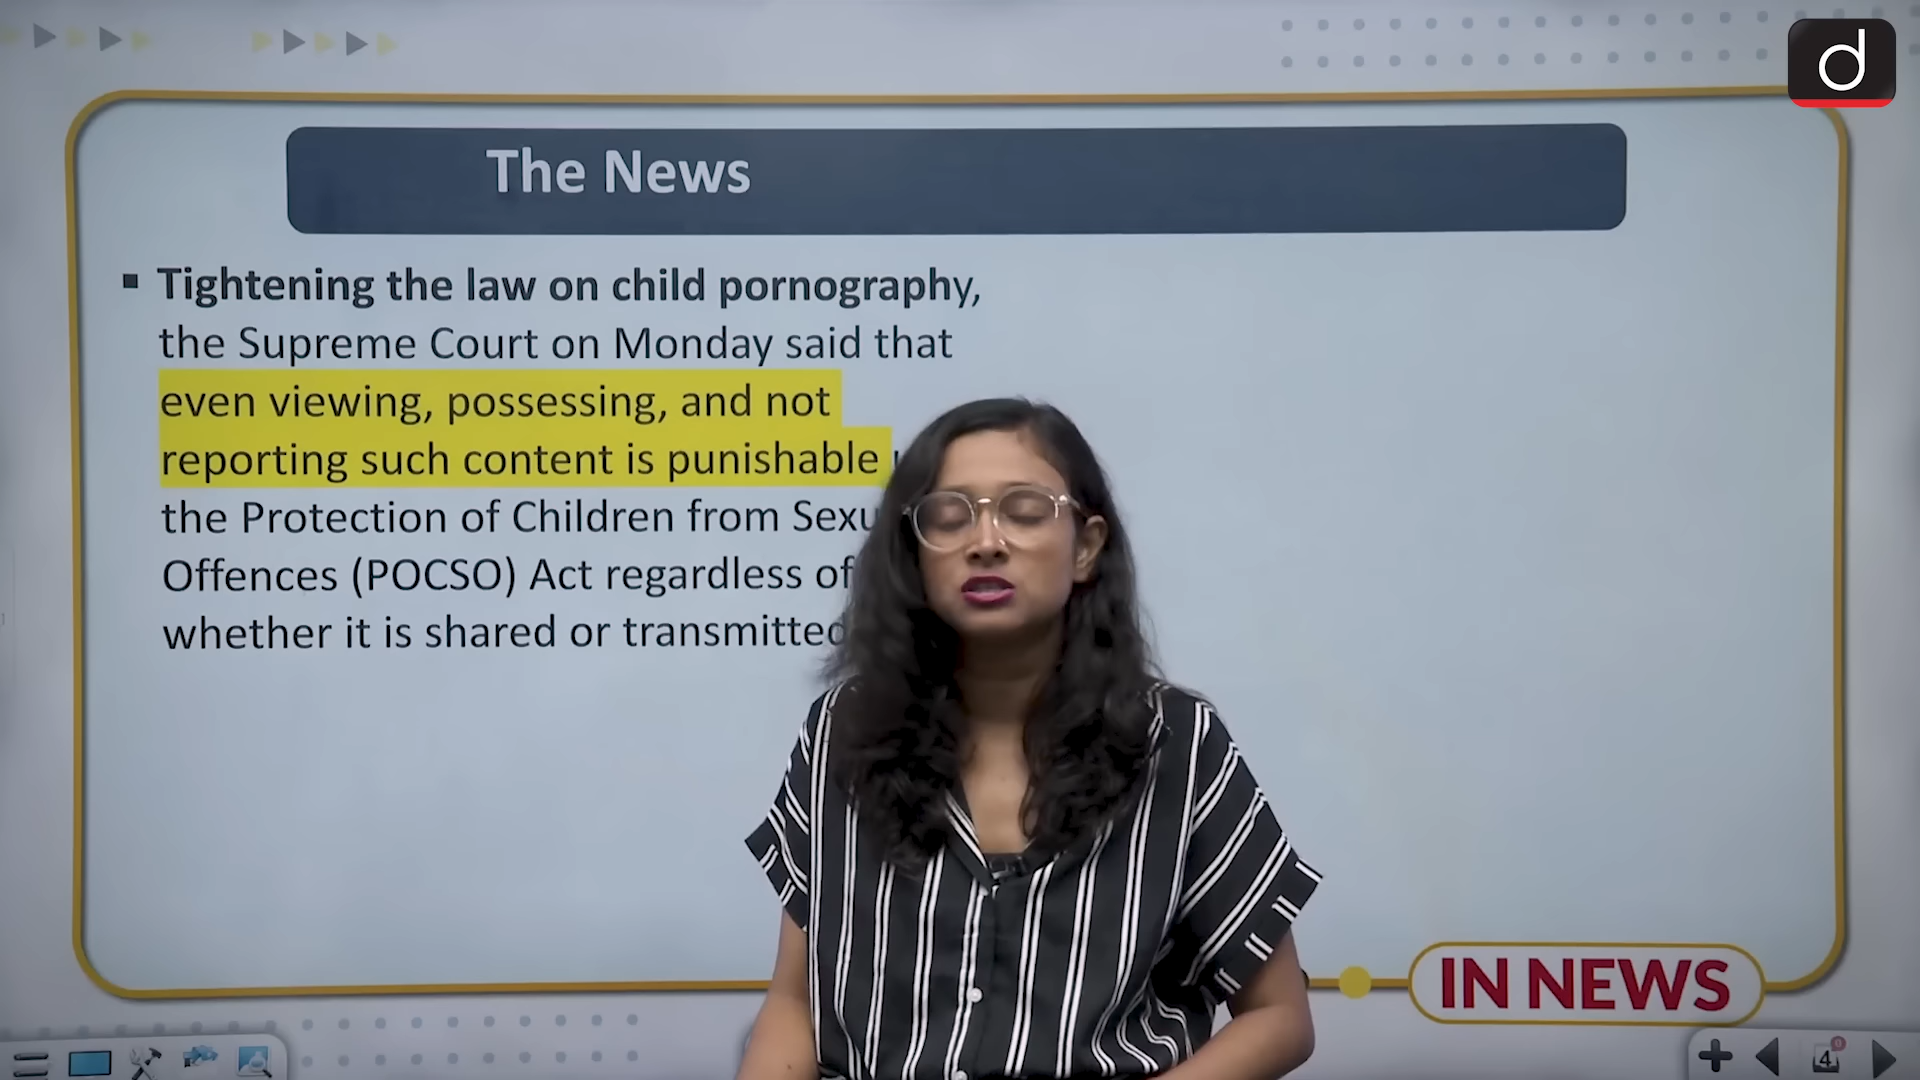 d
The News
Tightening the law on child pornography,
the Supreme Court on Monday said that
even viewing, possessing, and not
reporting such content is punishable
the Protection of Children from
Offences (POCSO) Act regardless of
whether it is shared or transmitted
IN NEWS
4